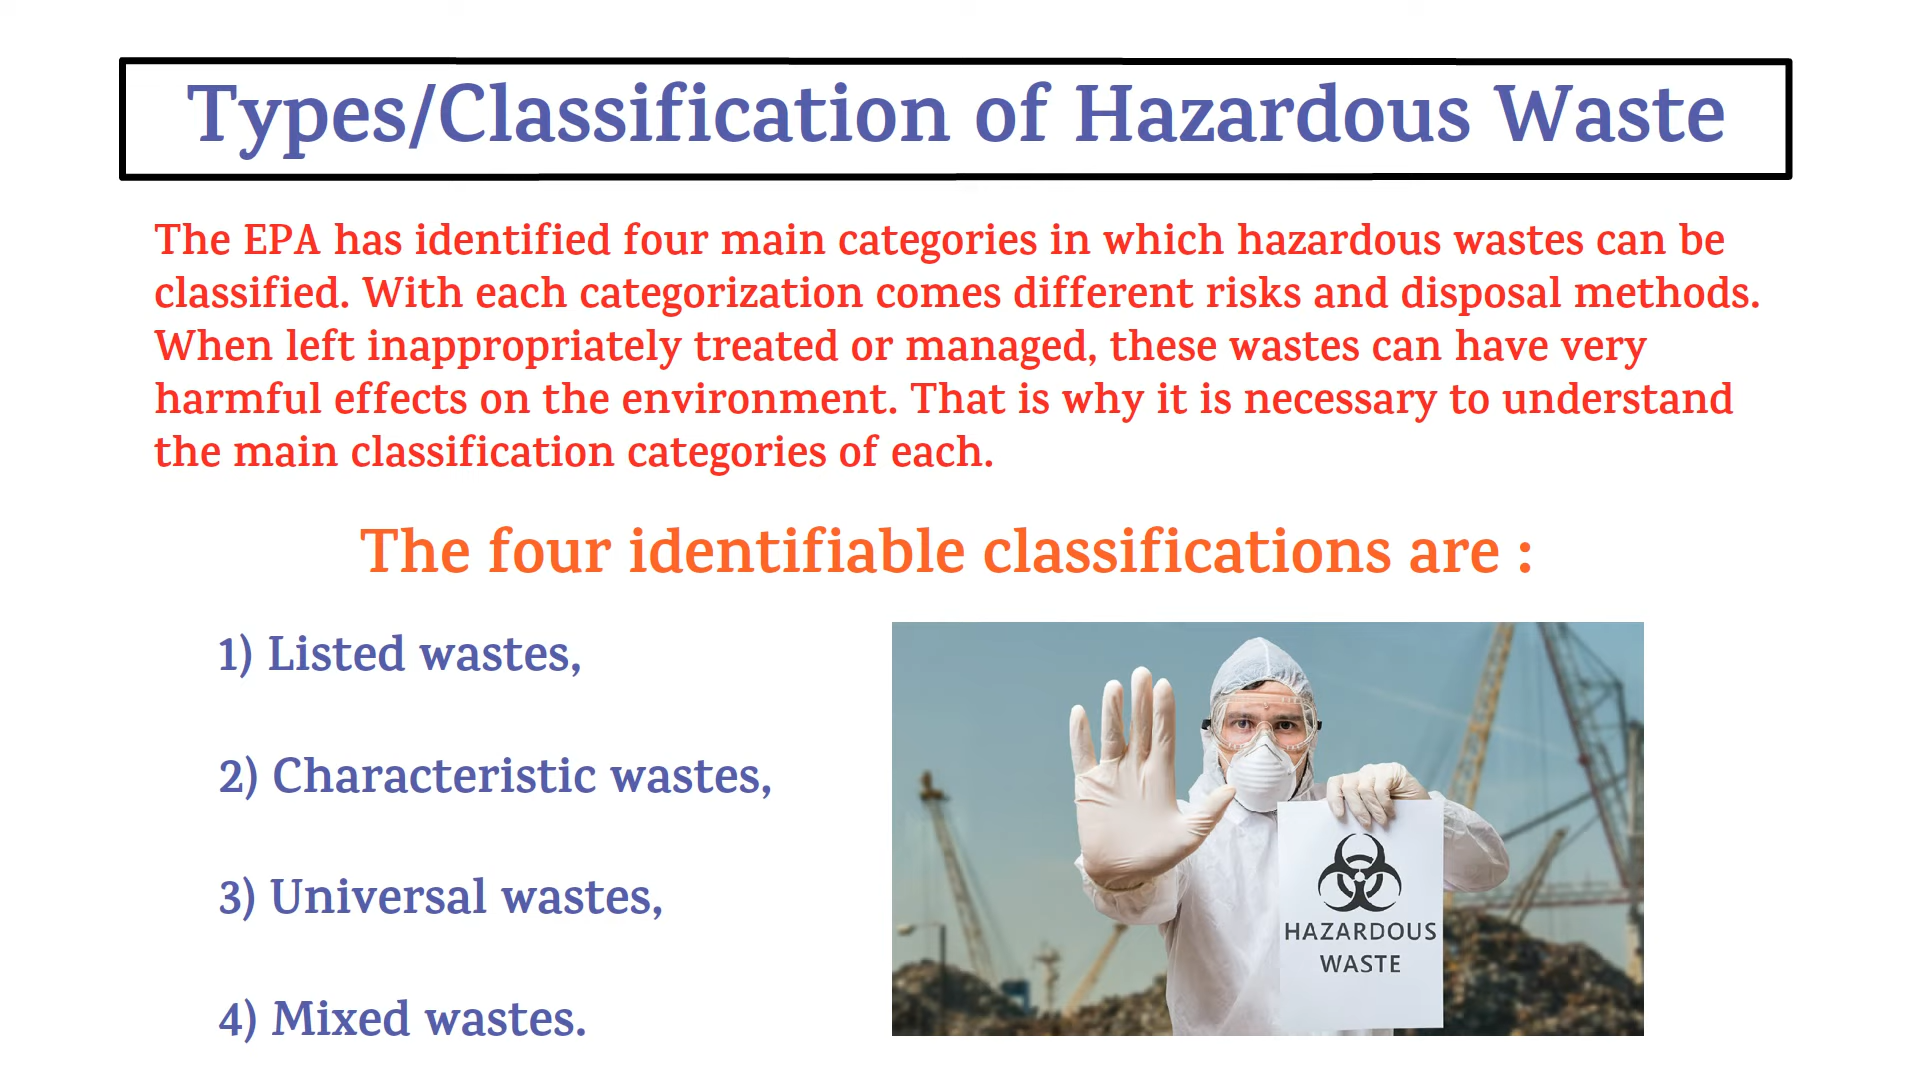 Types/Classification of Hazardous Waste
The EPA has identified four main categories in which hazardous wastes can be
classified. With each categorization comes different risks and disposal methods.
When left inappropriately treated or managed, these wastes can have very
harmful effects on the environment. That is why it is necessary to understand
the main classification categories of each.
The four identifiable classifications are :
1) Listed wastes,
2) Characteristic wastes,
3) Universal wastes,
4) Mixed wastes.
HAZARDOUS
WASTE